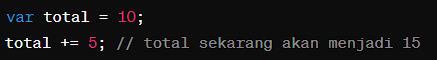 var total = 10;
total += 5; // total sekarang akan menjadi 15